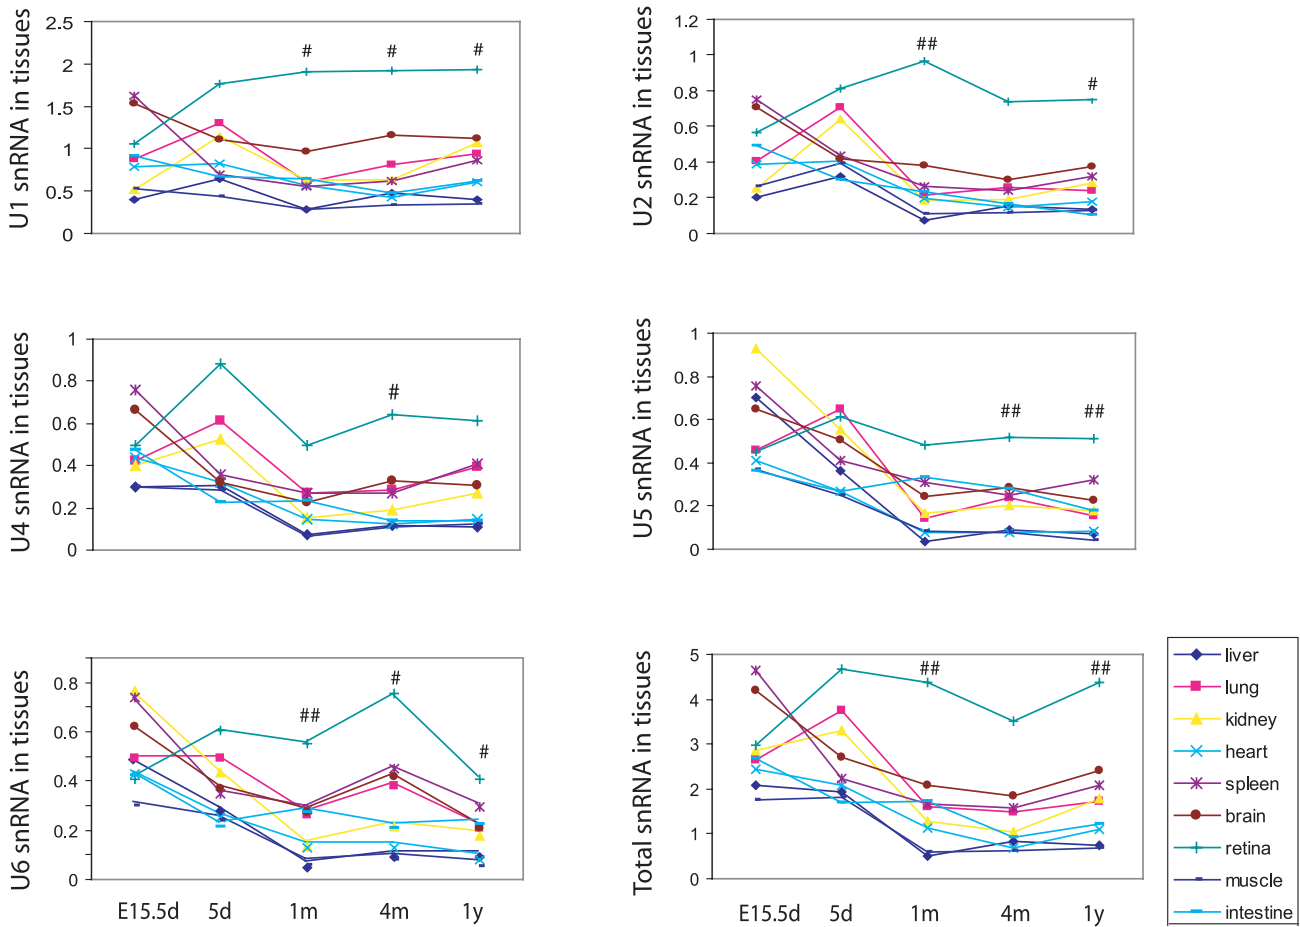 U1 snRNA in tissues
2.5
2
1.5
1
0.5
0
# # #
U2 snRNA in tissues
1.2
1
0.8
0.6
0.4
0.2
0
## #
U4 snRNA in tissues
1
0.8
0.6
0.4
0.2
0
#
U5 snRNA in tissues
1
0.8
0.6
0.4
0.2
0
## ##
U6 snRNA in tissues
0.8
0.6
0.4
0.2
0
## # #
E15.5d 5d 1m 4m 1y
Total snRNA in tissues
5
4
3
2
1
0
## ##
E15.5d 5d 1m 4m 1y
liver
lung
kidney
heart
spleen
brain
retina
muscle
intestine